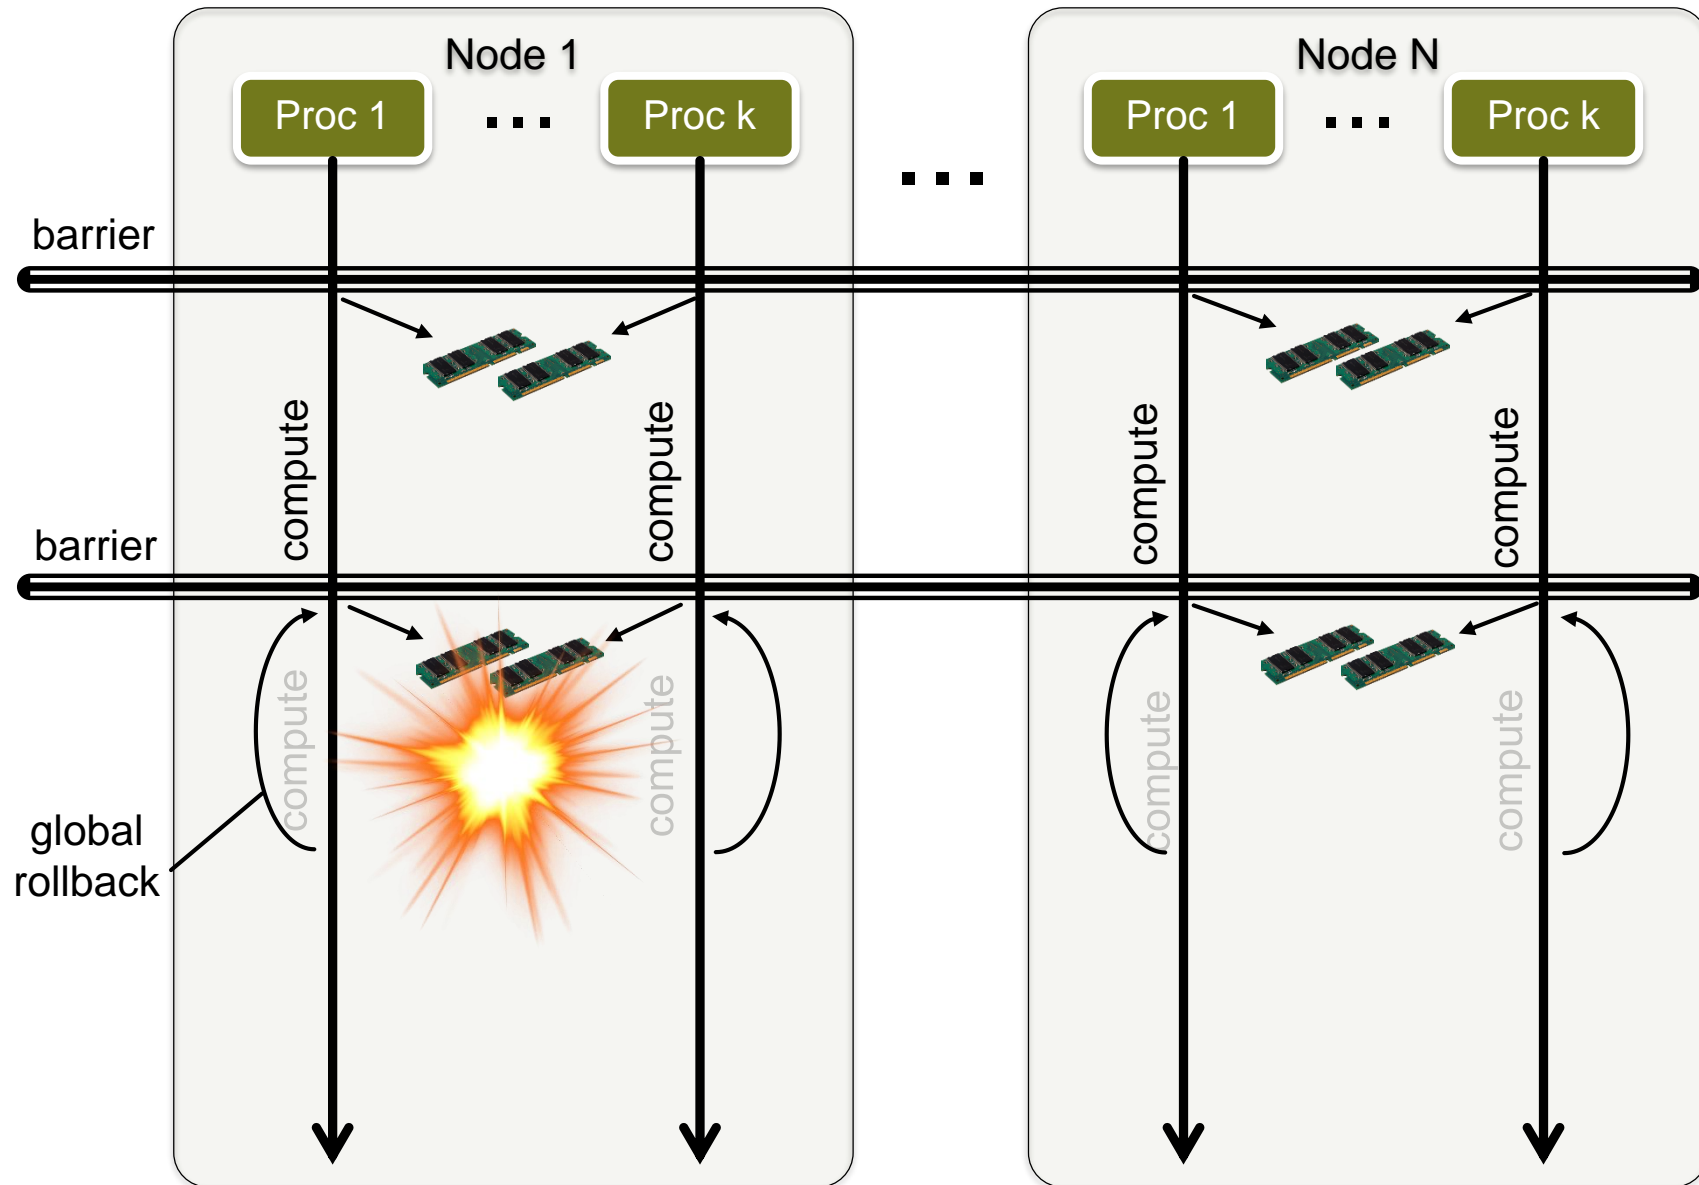 Node 1
Node N
Proc 1
...
Proc k
...
Proc 1
...
Proc k
barrier
compute
compute
compute
compute
barrier
compute
compute
compute
compute
global
rollback